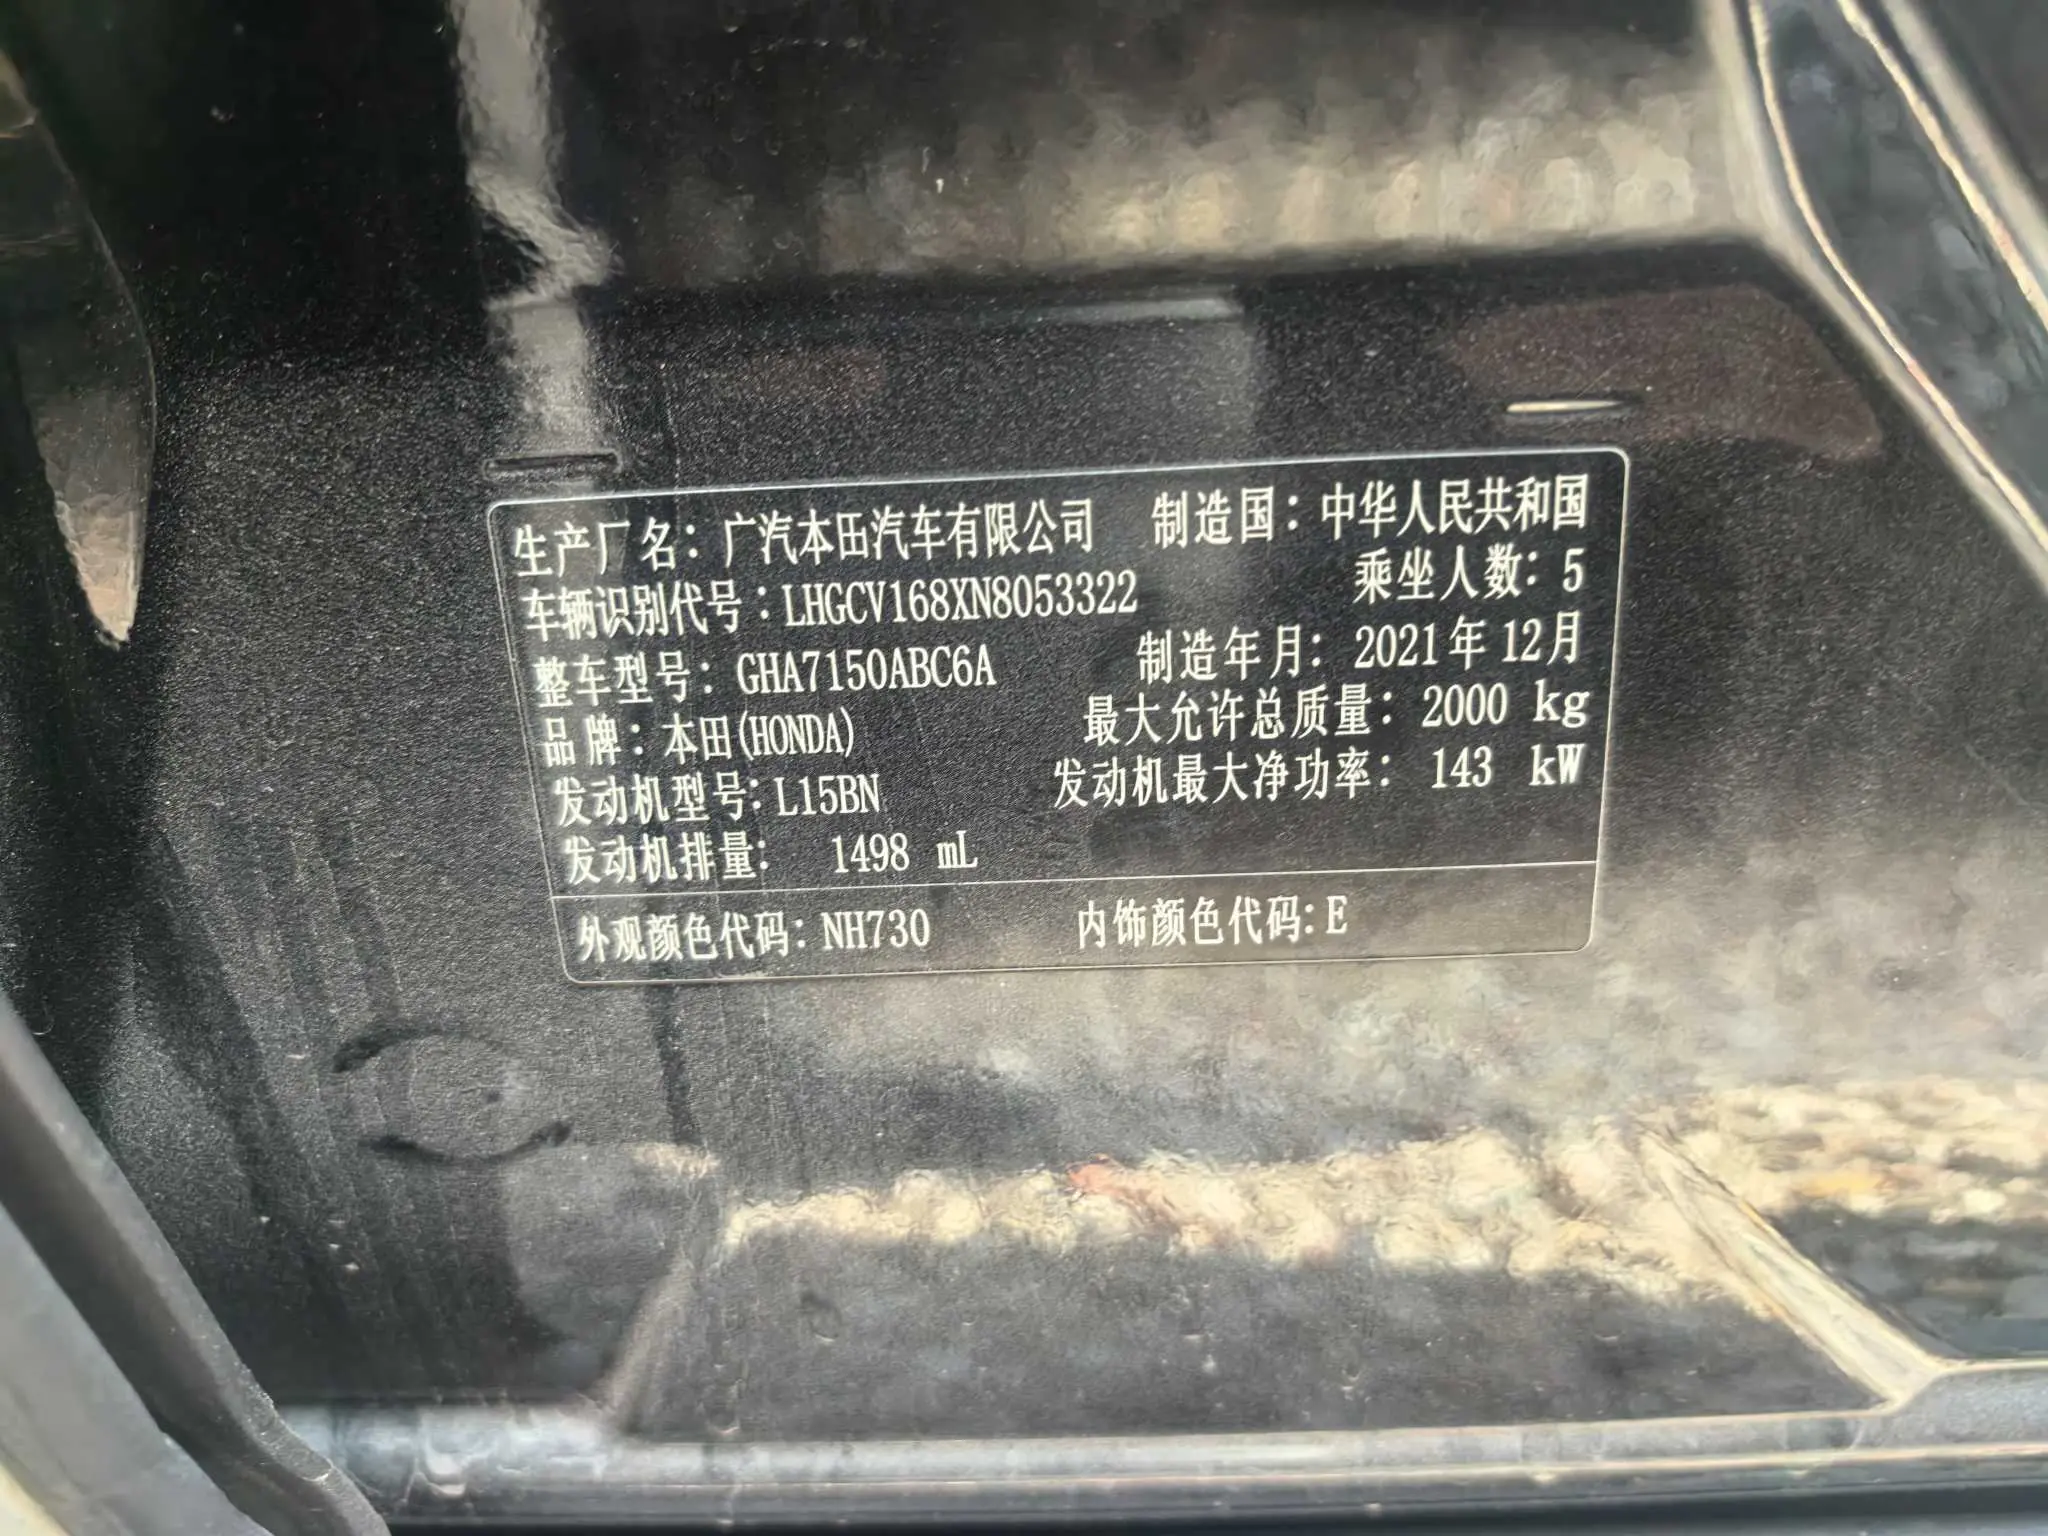 生产厂名：广汽本田汽车有限公司 制造国：中华人民共和国
车辆识别代号：LHGCV168XN8053322 乘坐人数：5
整车型号：GHA7150ABC6A 制造年月：2021年12月
品牌：本田(HONDA) 最大允许总质量：2000 kg
发动机型号：L15BN 发动机最大净功率：143 kW
发动机排量： 1498 mL
外观颜色代码：NH730 内饰颜色代码：E